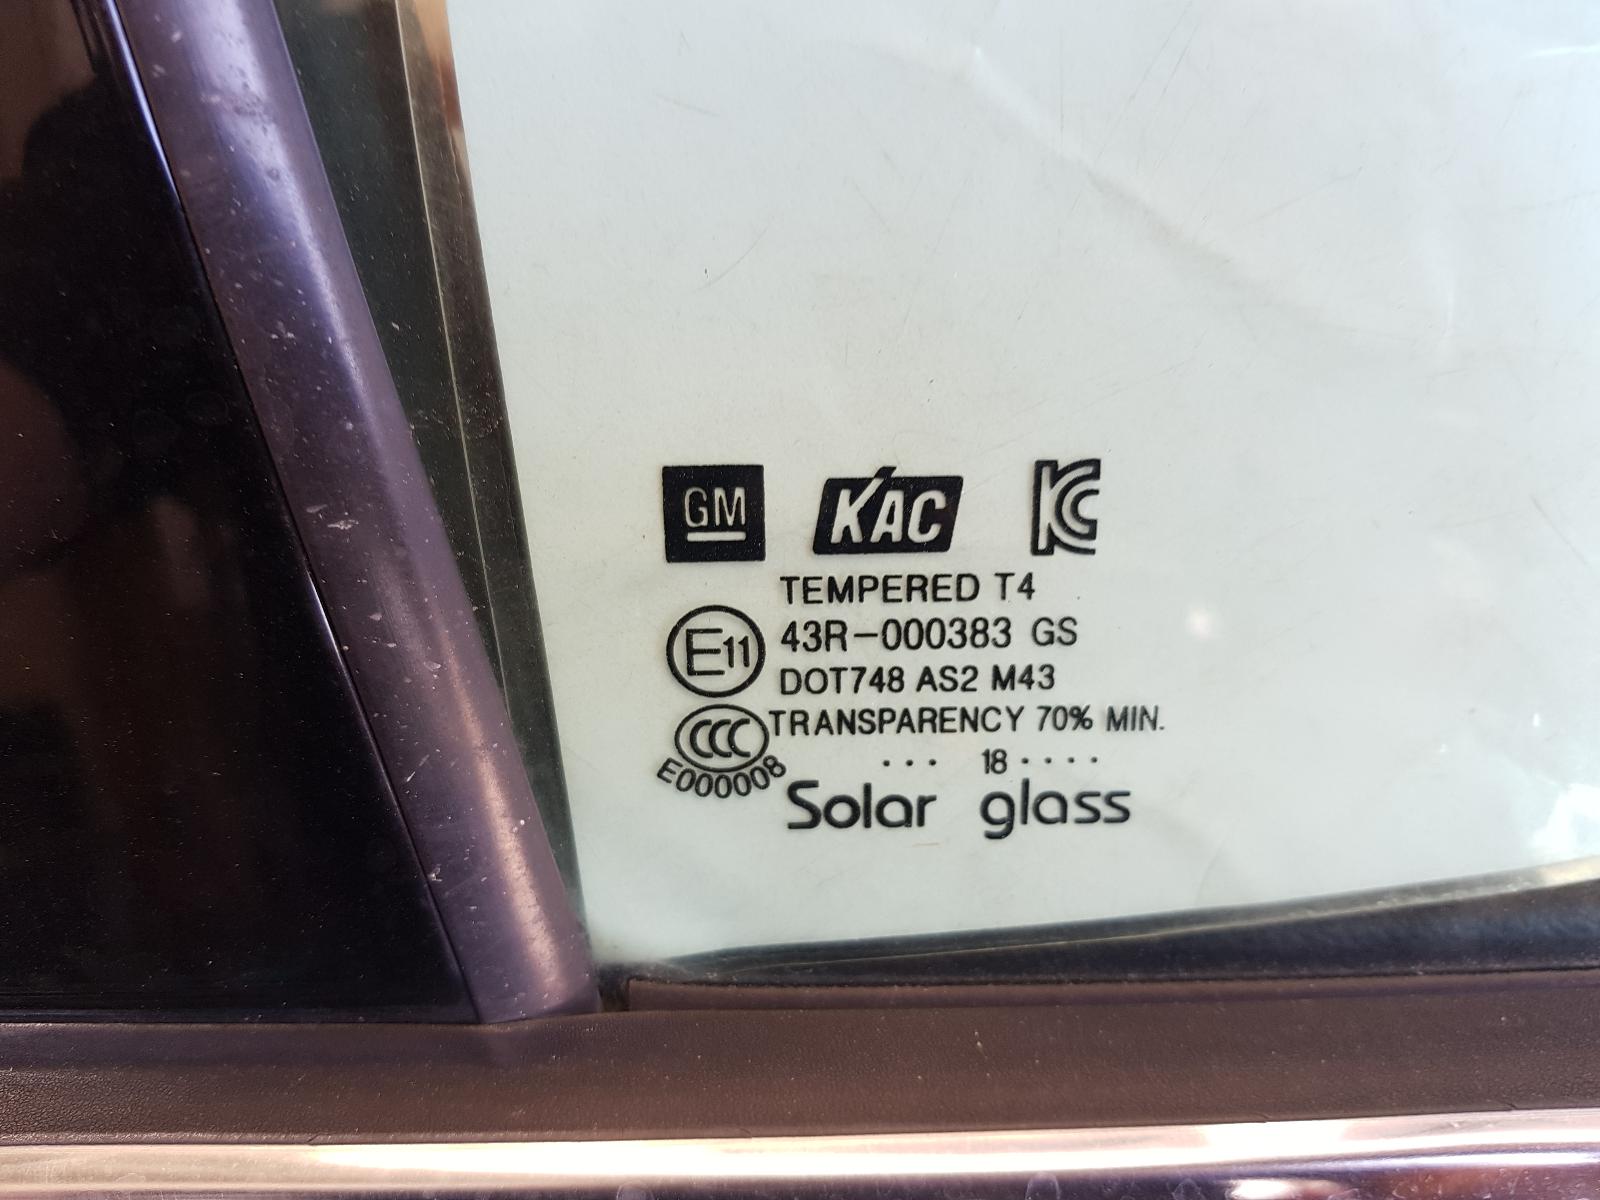 GM KAC KC
TEMPERED T4
E11 43R-000383 GS
DOT748 AS2 M43
CCC TRANSPARENCY 70% MIN.
... 18 ....
E000008
Solar glass